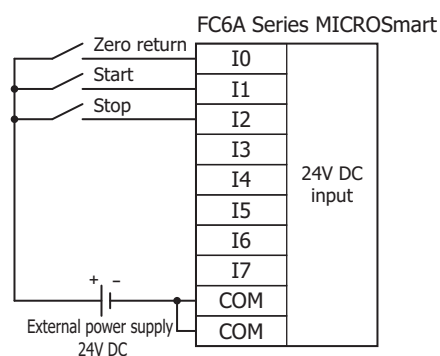 FC6A Series MICROSmart
Zero return
I0
Start
I1
Stop
I2
I3
I4
24V DC
input
I5
I6
I7
+ −
COM
External power supply
24V DC
COM